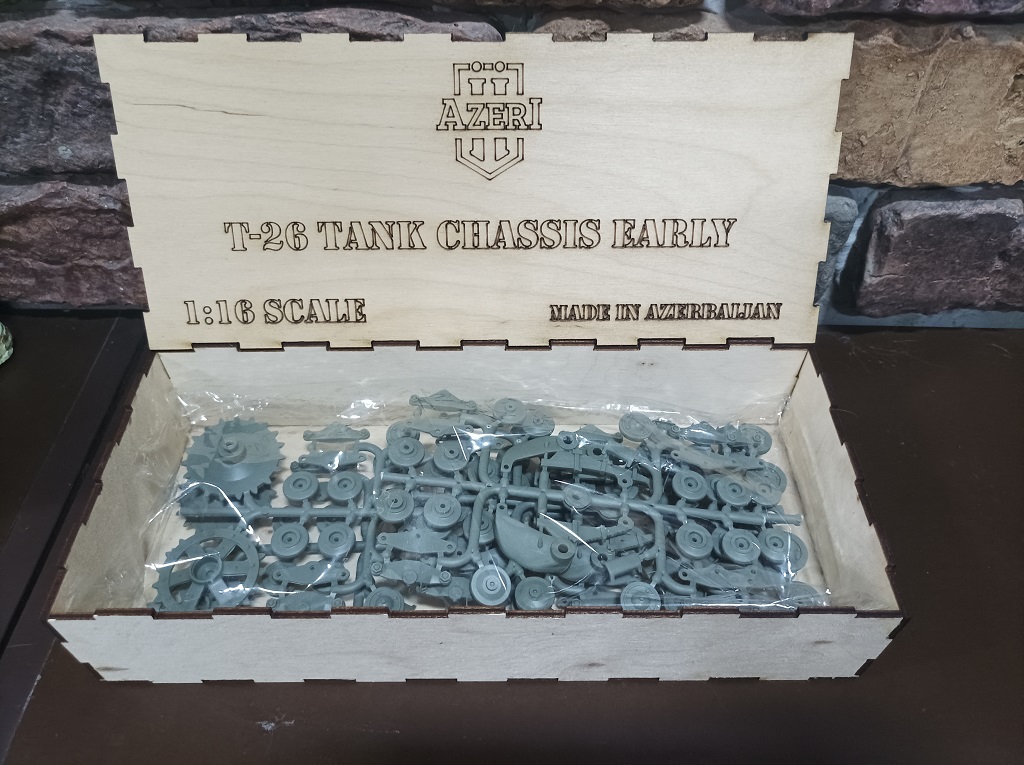 AZERI
T-26 TANK CHASSIS EARLY
1:16 SCALE
MADE IN AZERBAIJAN